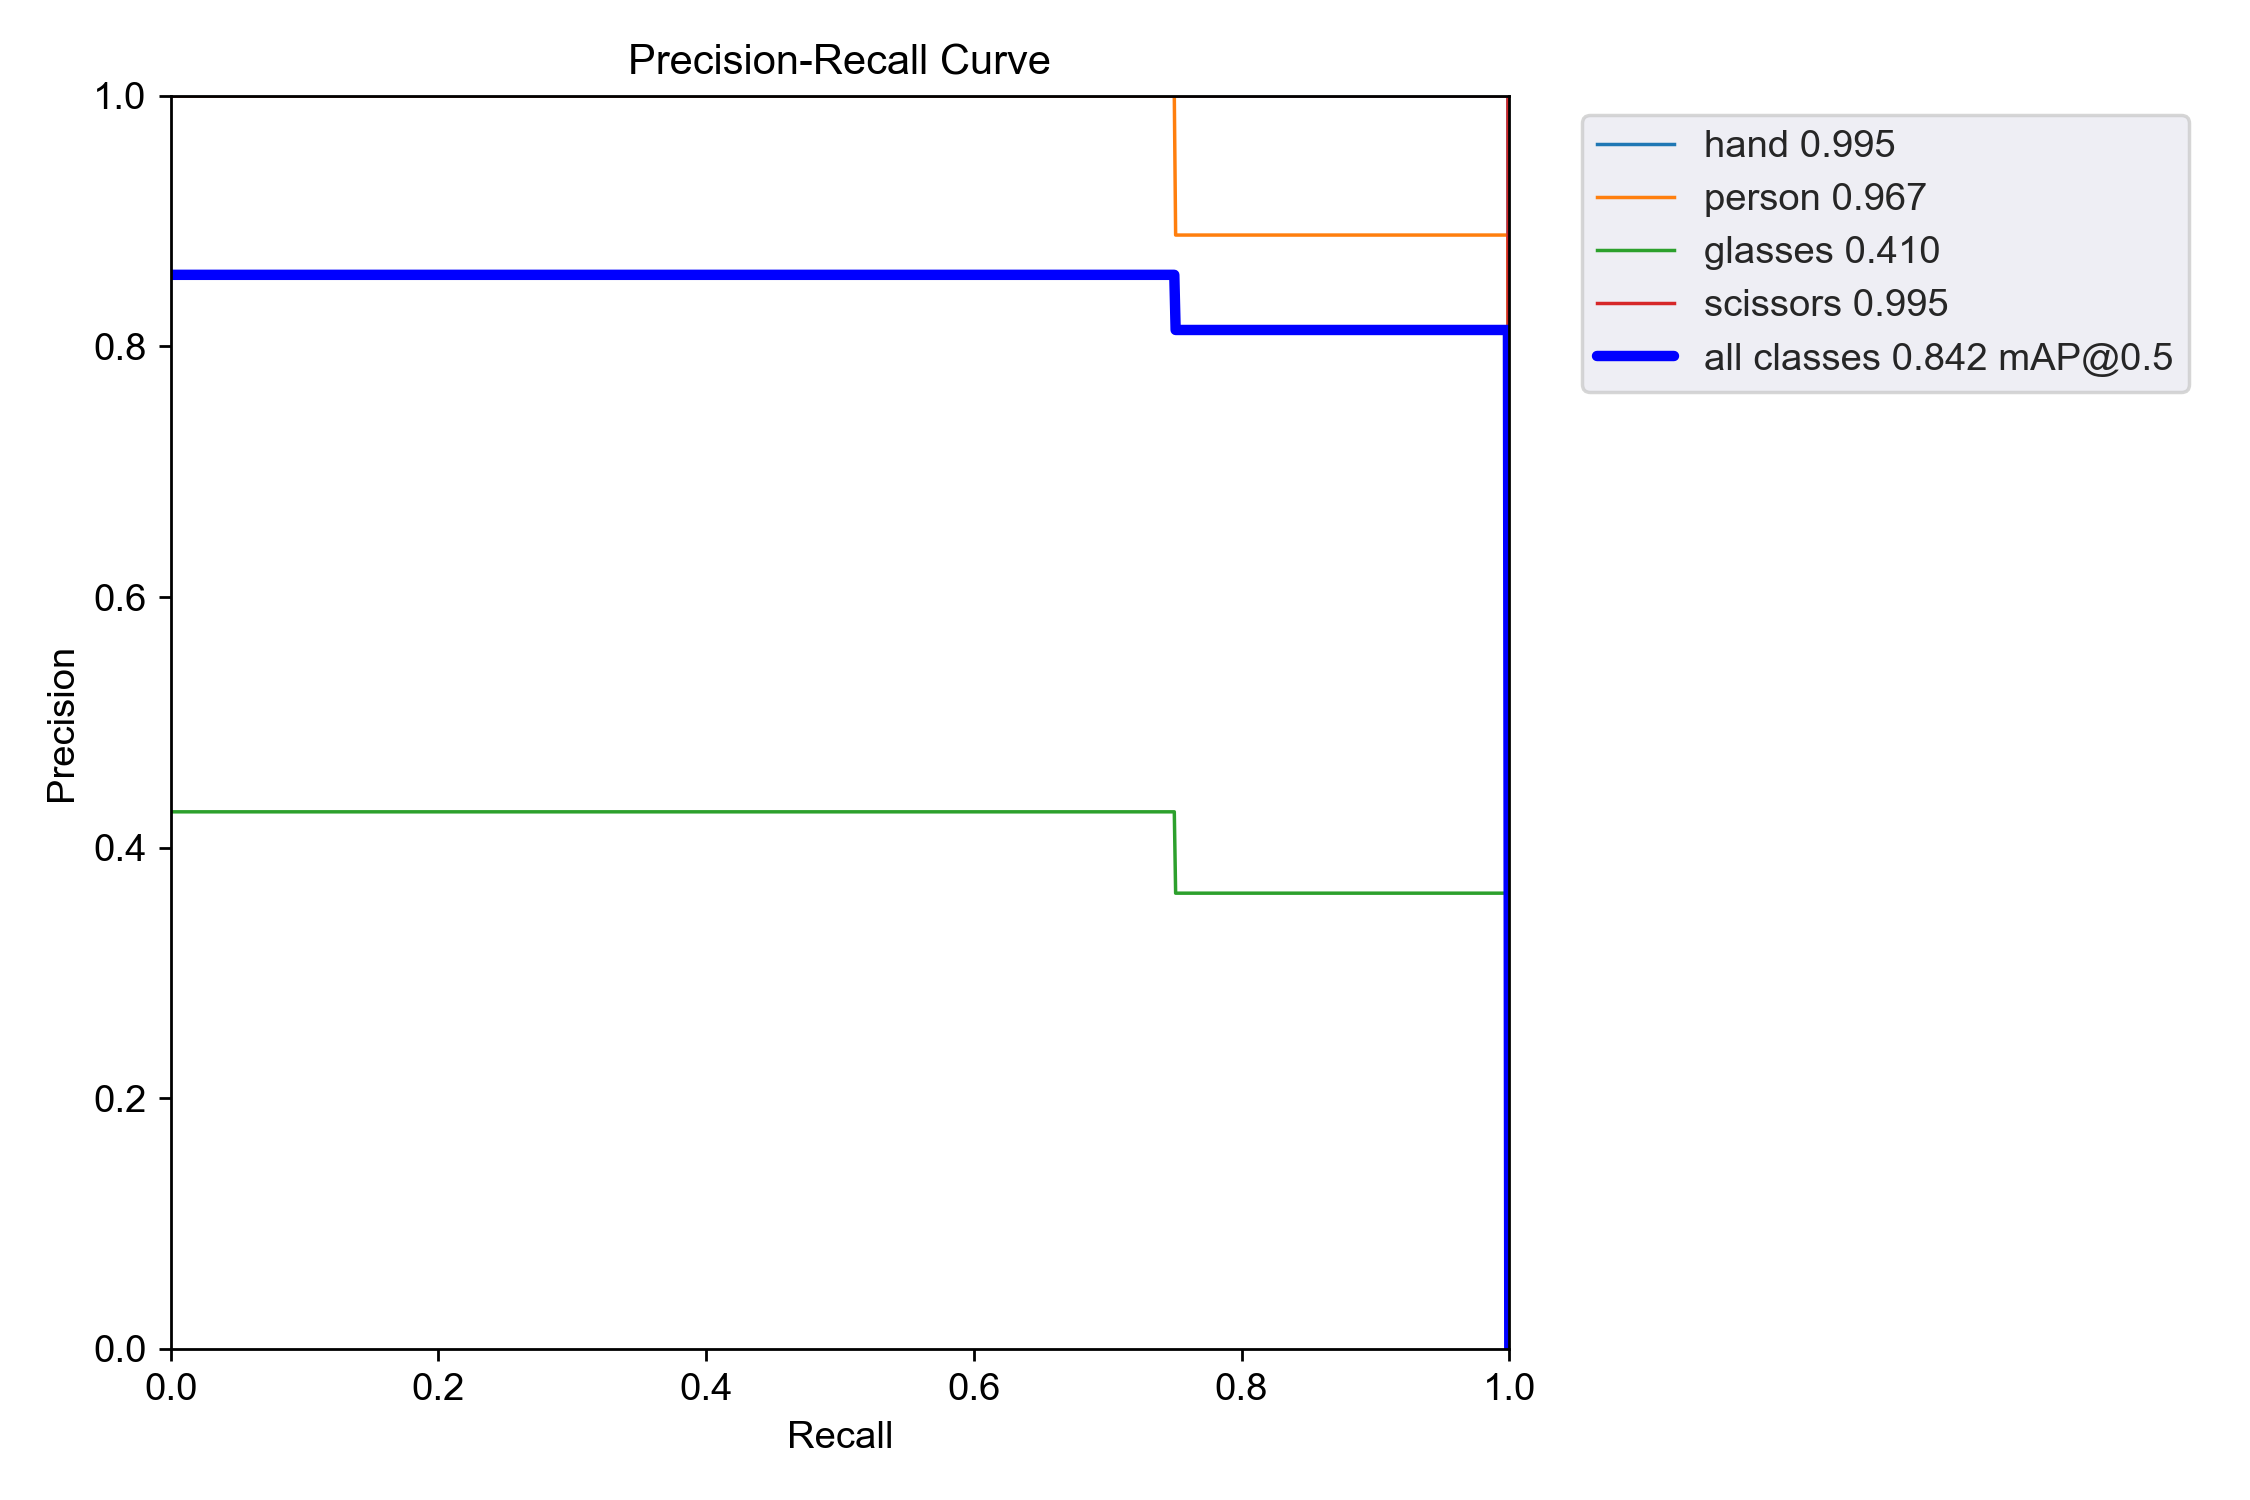 Precision-Recall Curve
1.0
0.8
0.6
0.4
0.2
0.0
Precision
0.0 0.2 0.4 0.6 0.8 1.0
Recall
hand 0.995
person 0.967
glasses 0.410
scissors 0.995
all classes 0.842 mAP@0.5